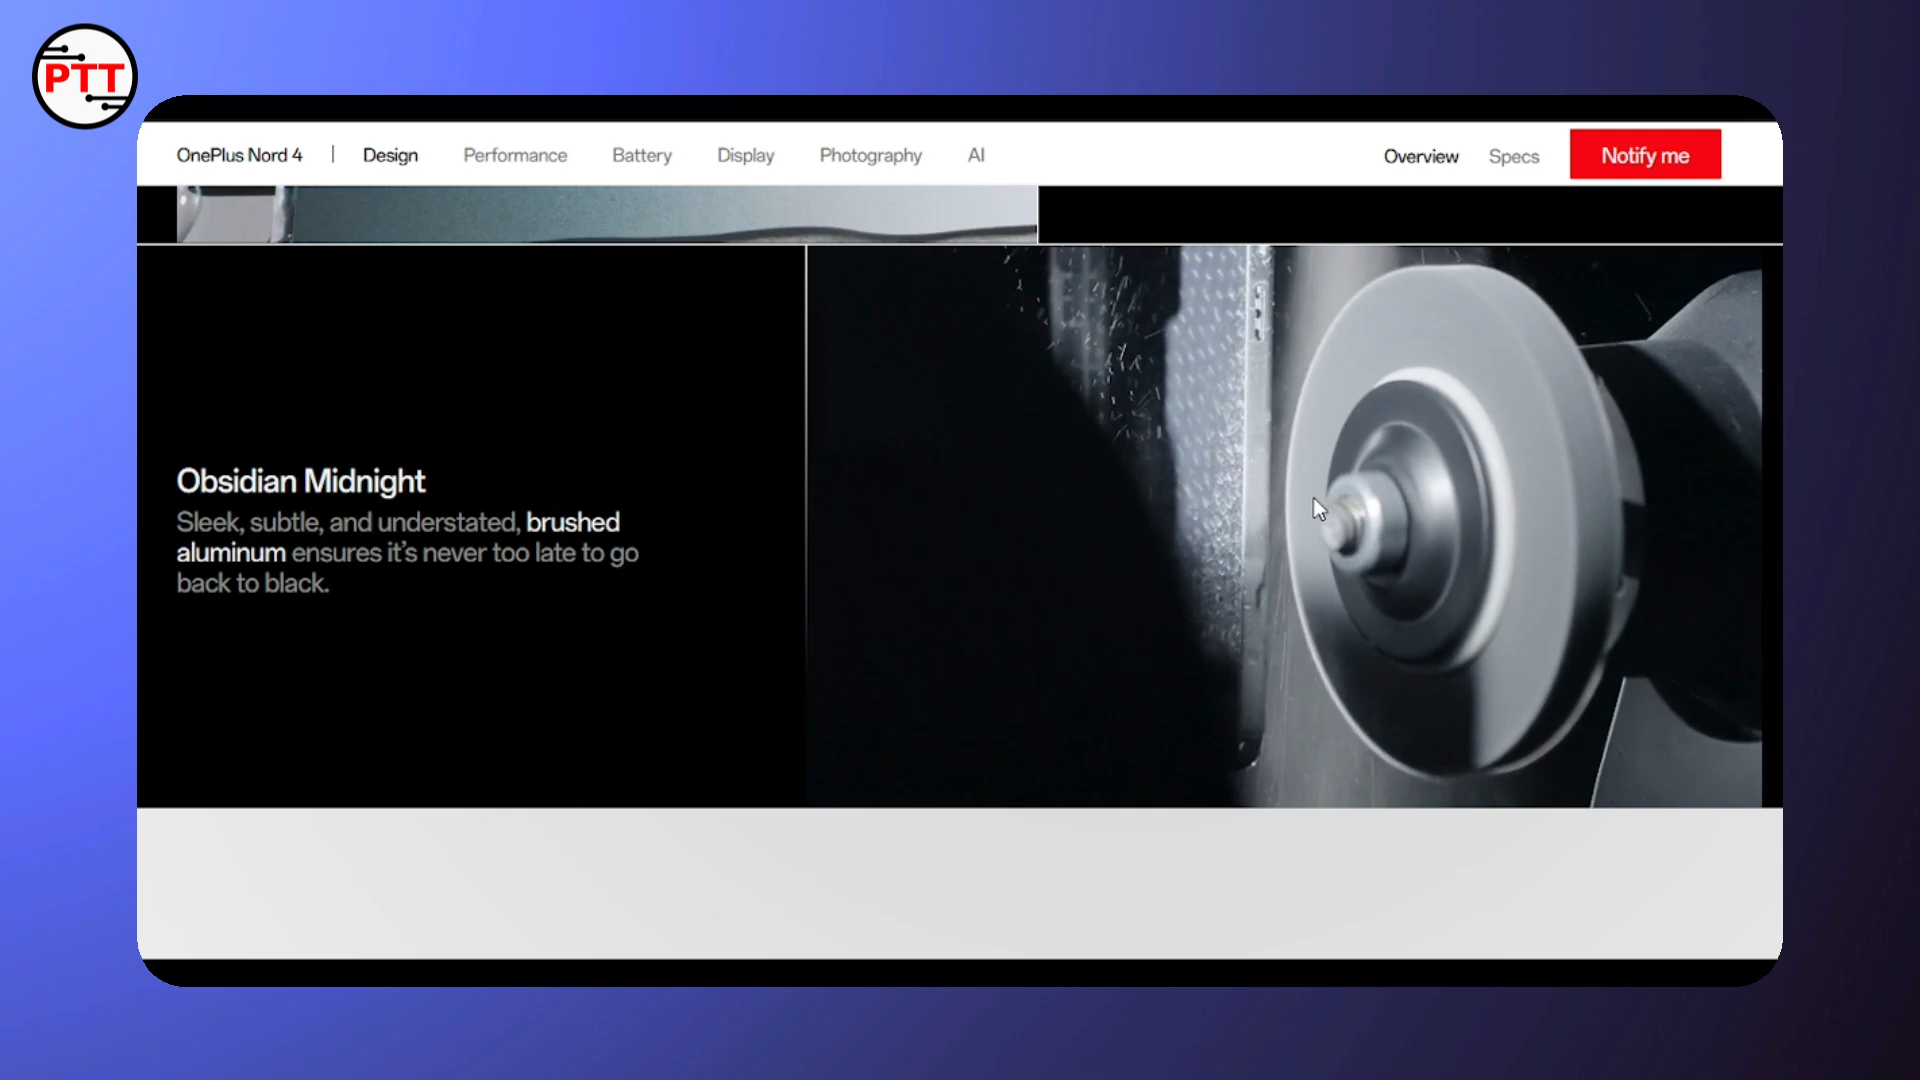 PTT
OnePlus Nord 4 | Design Performance Battery Display Photography AI Overview Specs Notify me
Obsidian Midnight
Sleek, subtle, and understated, brushed
aluminum ensures it’s never too late to go
back to black.